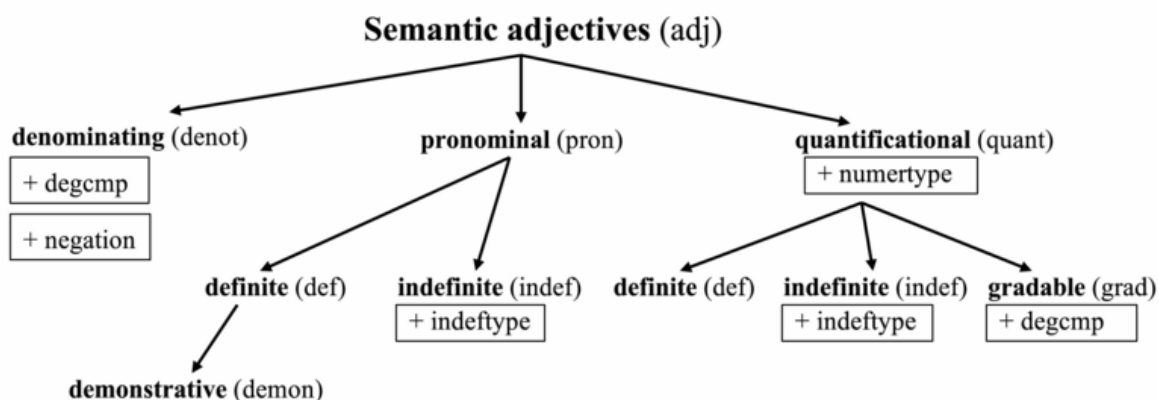 Semantic adjectives (adj)
denominating (denot)
pronominal (pron)
quantificational (quant)
+ degcmp
+ numertype
+ negation
definite (def)
indefinite (indef)
definite (def)
indefinite (indef)
gradable (grad)
+ indeftype
+ indeftype
+ degcmp
demonstrative (demon)